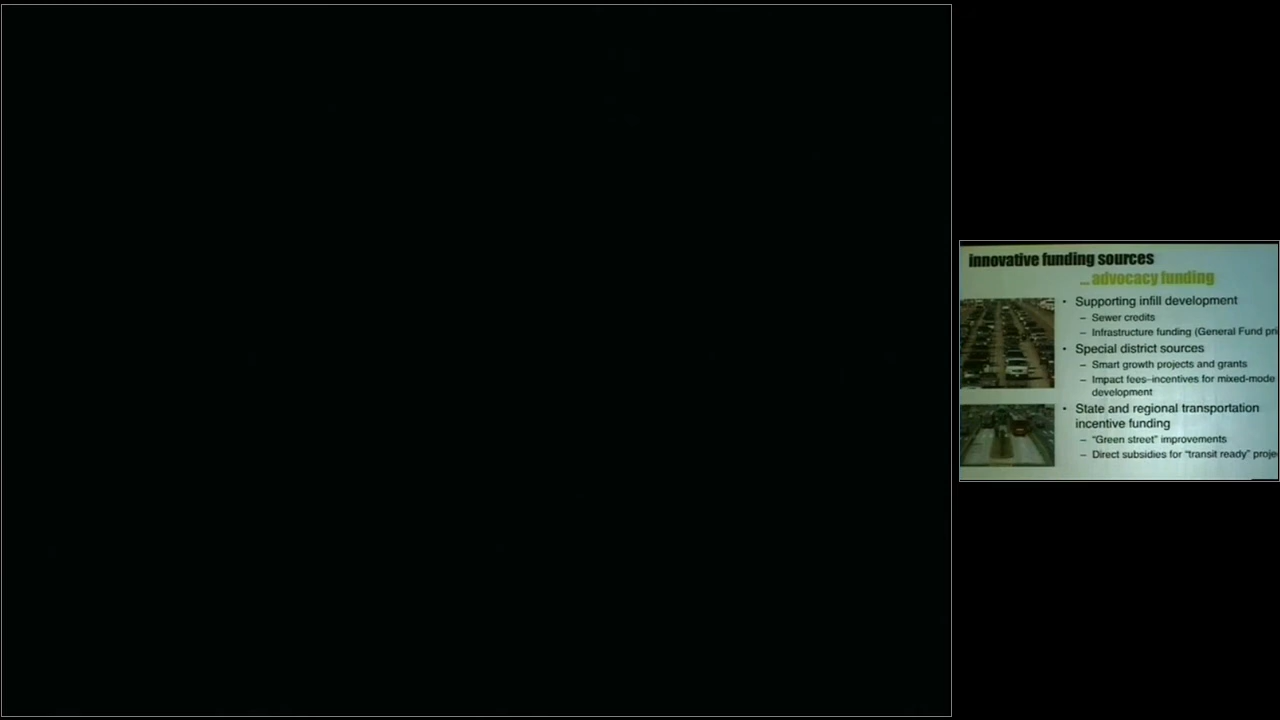 innovative funding sources
... advocacy funding
• Supporting infill development
– Sewer credits
– Infrastructure funding (General Fund
• Special district sources
– Smart growth projects and grants
– Impact fees–incentives for mixed-mode
development
• State and regional transportation
incentive funding
– "Green street" improvements
– Direct subsidies for "transit ready"